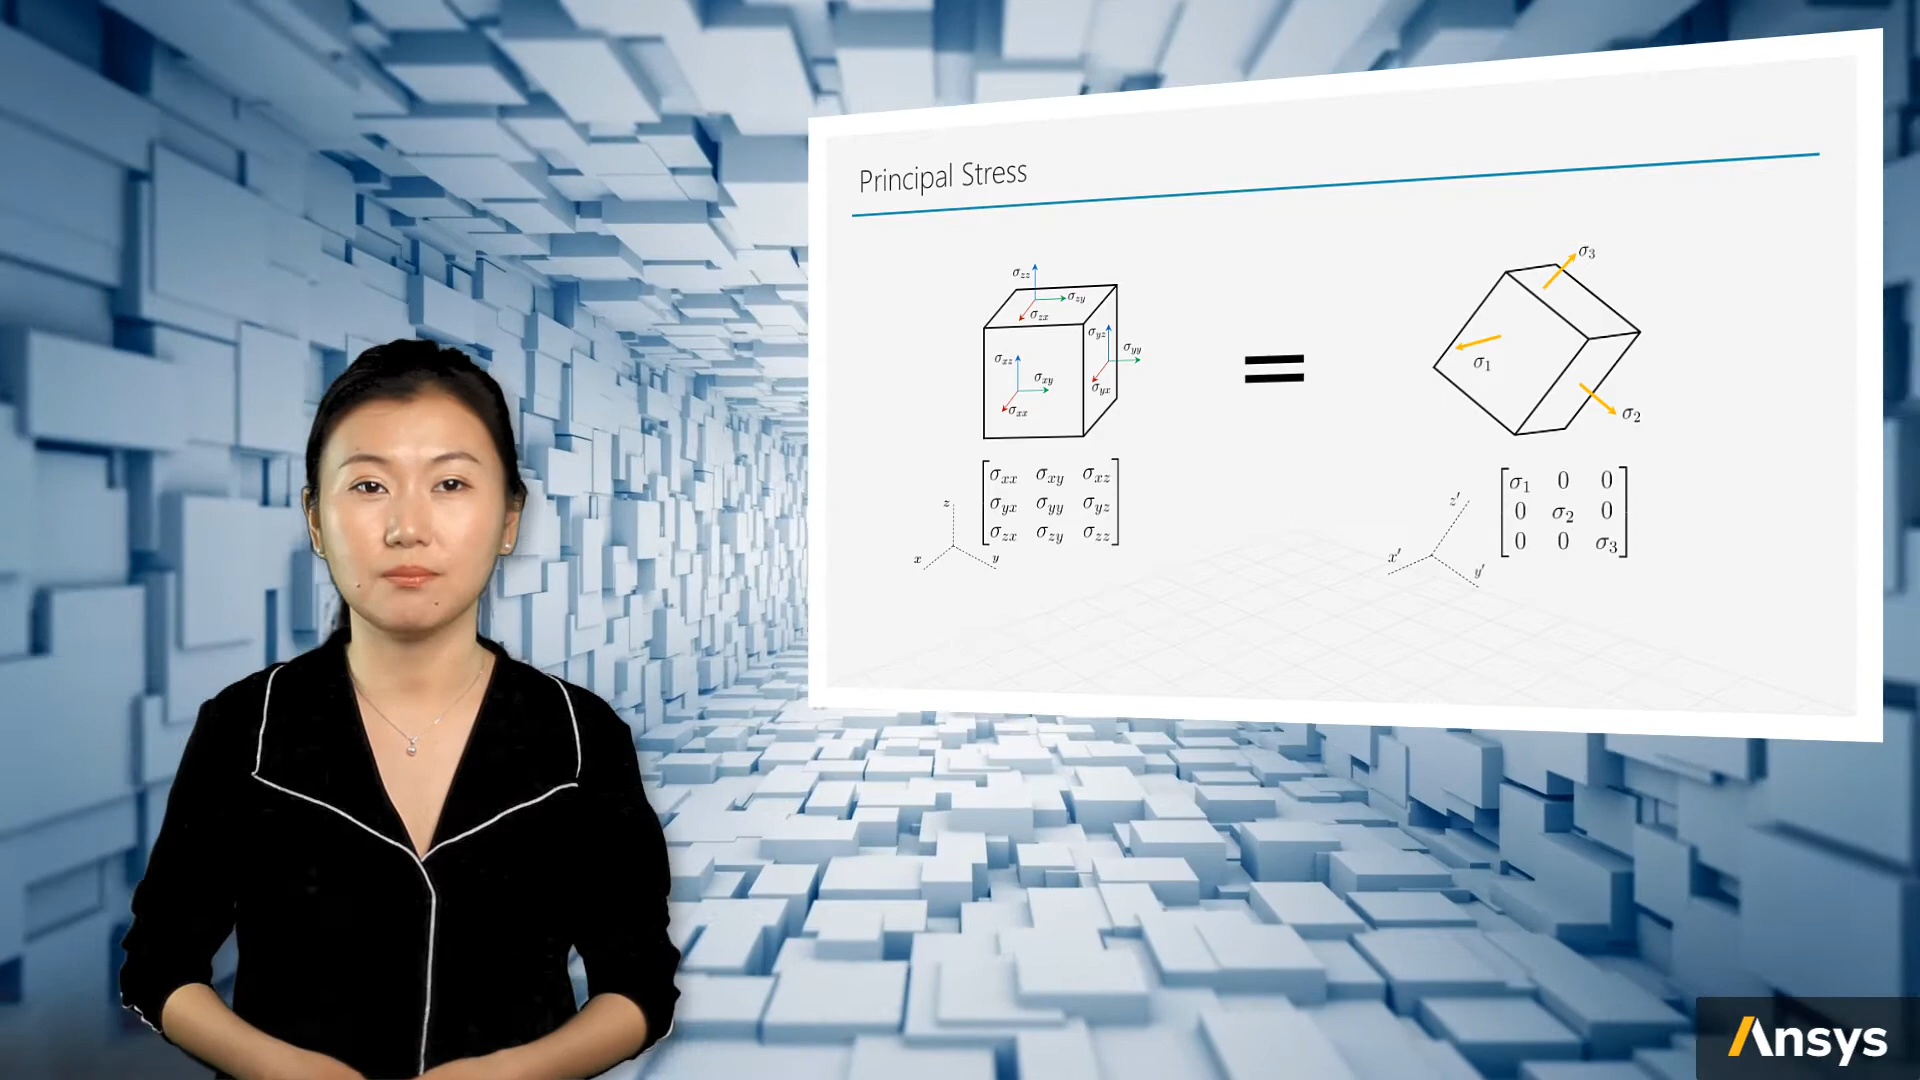 Principal Stress
σzz
σzy
σzx
σyz
σyy
σyx
σxz
σxy
σxx
=
σ3
σ1
σ2
σxx σxy σxz
σyx σyy σyz
σzx σzy σzz
z
x
y
σ1 0 0
0 σ2 0
0 0 σ3
z'
x'
y'
Ansys